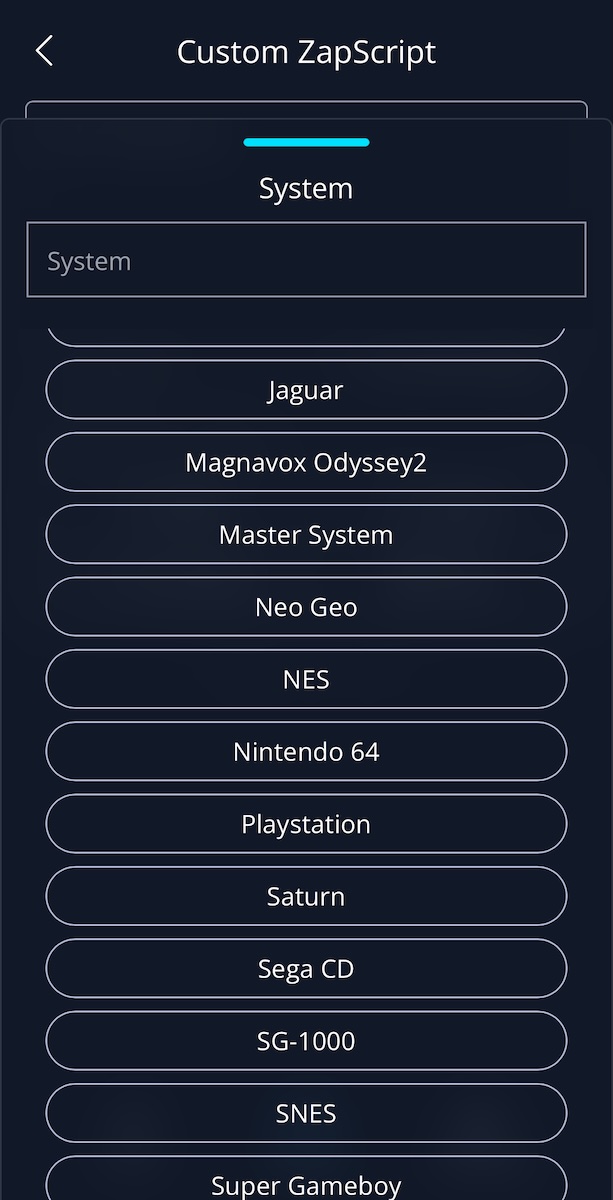 Custom ZapScript
System
System
Jaguar
Magnavox Odyssey2
Master System
Neo Geo
NES
Nintendo 64
Playstation
Saturn
Sega CD
SG-1000
SNES
Super Gameboy